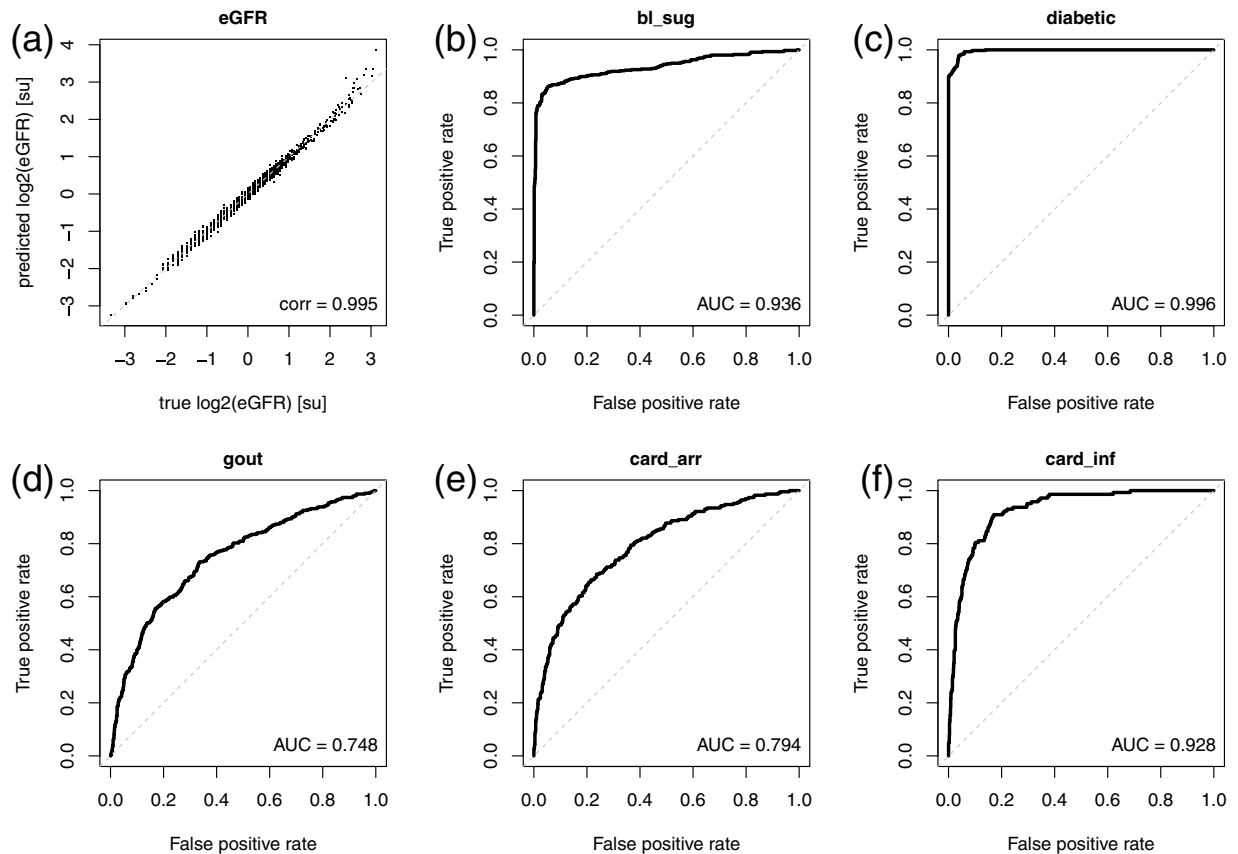 (a)
eGFR
predicted log2(eGFR) [su]
4
3
2
1
0
−1
−2
−3
corr = 0.995
−3 −2 −1 0 1 2 3
true log2(eGFR) [su]
(b)
bl_sug
True positive rate
1.0
0.8
0.6
0.4
0.2
0.0
AUC = 0.936
0.0 0.2 0.4 0.6 0.8 1.0
False positive rate
(c)
diabetic
True positive rate
1.0
0.8
0.6
0.4
0.2
0.0
AUC = 0.996
0.0 0.2 0.4 0.6 0.8 1.0
False positive rate
(d)
gout
True positive rate
1.0
0.8
0.6
0.4
0.2
0.0
AUC = 0.748
0.0 0.2 0.4 0.6 0.8 1.0
False positive rate
(e)
card_arr
True positive rate
1.0
0.8
0.6
0.4
0.2
0.0
AUC = 0.794
0.0 0.2 0.4 0.6 0.8 1.0
False positive rate
(f)
card_inf
True positive rate
1.0
0.8
0.6
0.4
0.2
0.0
AUC = 0.928
0.0 0.2 0.4 0.6 0.8 1.0
False positive rate